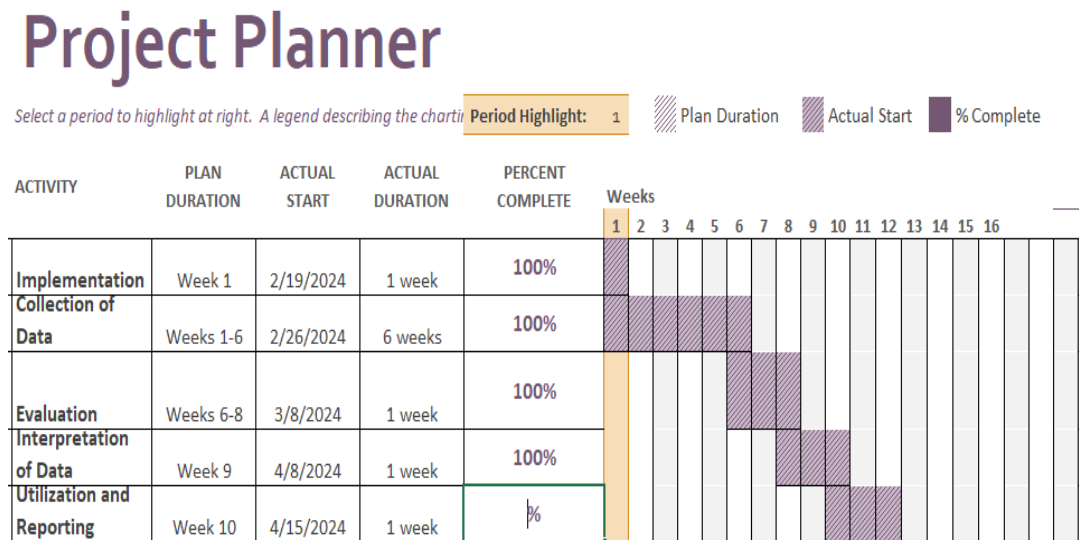 Project Planner
Select a period to highlight at right. A legend describing the charti
Period Highlight: 1
Plan Duration
Actual Start
% Complete
ACTIVITY
PLAN
DURATION
ACTUAL
START
ACTUAL
DURATION
PERCENT
COMPLETE
Weeks
1 2 3 4 5 6 7 8 9 10 11 12 13 14 15 16
Implementation Week 1 2/19/2024 1 week 100%
Collection of
Data Weeks 1-6 2/26/2024 6 weeks 100%
Evaluation Weeks 6-8 3/8/2024 1 week 100%
Interpretation
of Data Week 9 4/8/2024 1 week 100%
Utilization and
Reporting Week 10 4/15/2024 1 week %